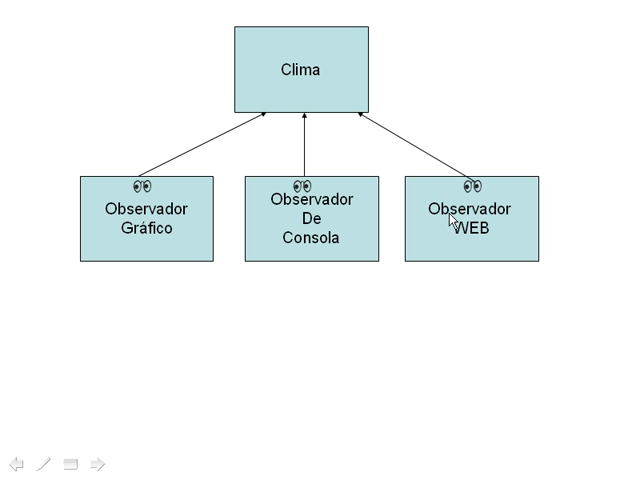 Clima
Observador
Gráfico
Observador
De
Consola
Observador
WEB